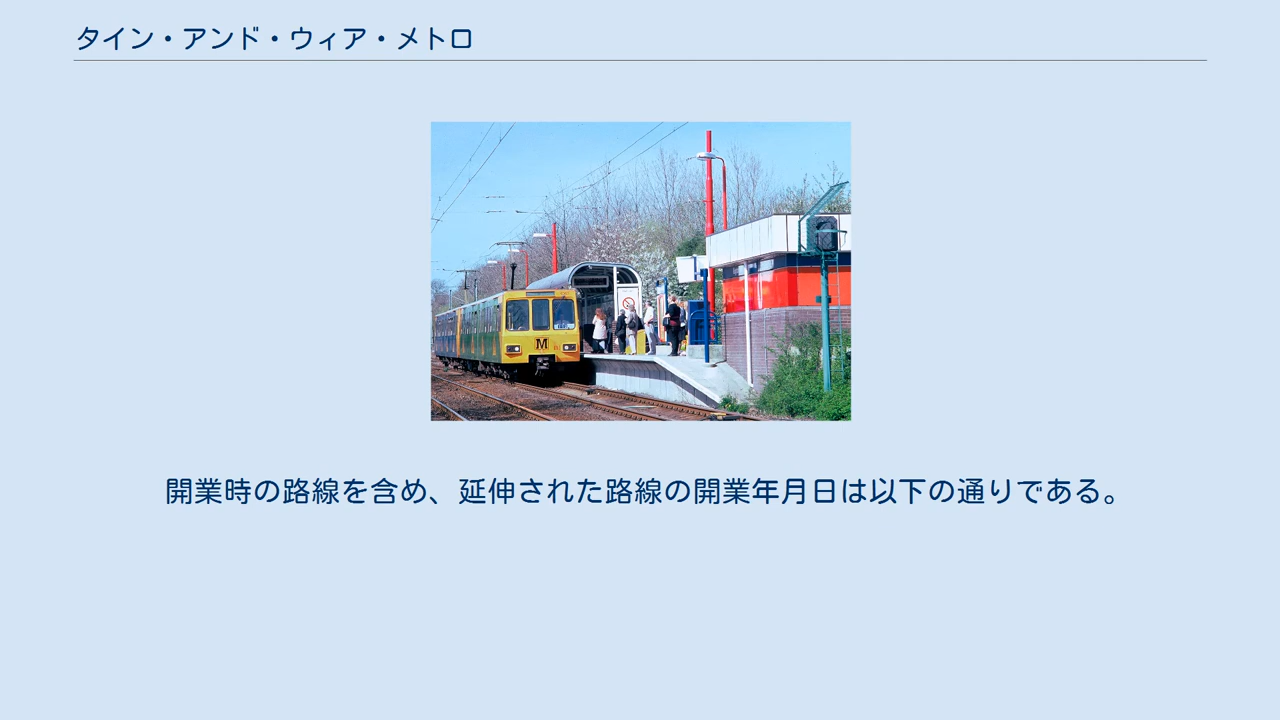 タイン・アンド・ウィア・メトロ
M
開業時の路線を含め、延伸された路線の開業年月日は以下の通りである。